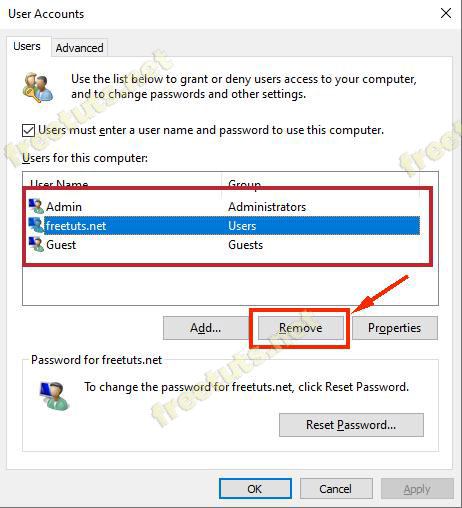 User Accounts
Users
Advanced
Use the list below to grant or deny users access to your computer,
and to change passwords and other settings.
Users must enter a user name and password to use this computer.
Users for this computer:
User Name
Group
Admin
Administrators
freetuts.net
Users
Guest
Guests
Add...
Remove
Properties
Password for freetuts.net
To change the password for freetuts.net, click Reset Password.
Reset Password...
OK
Cancel
Apply
freetuts.net
freetuts.net
freetuts.net